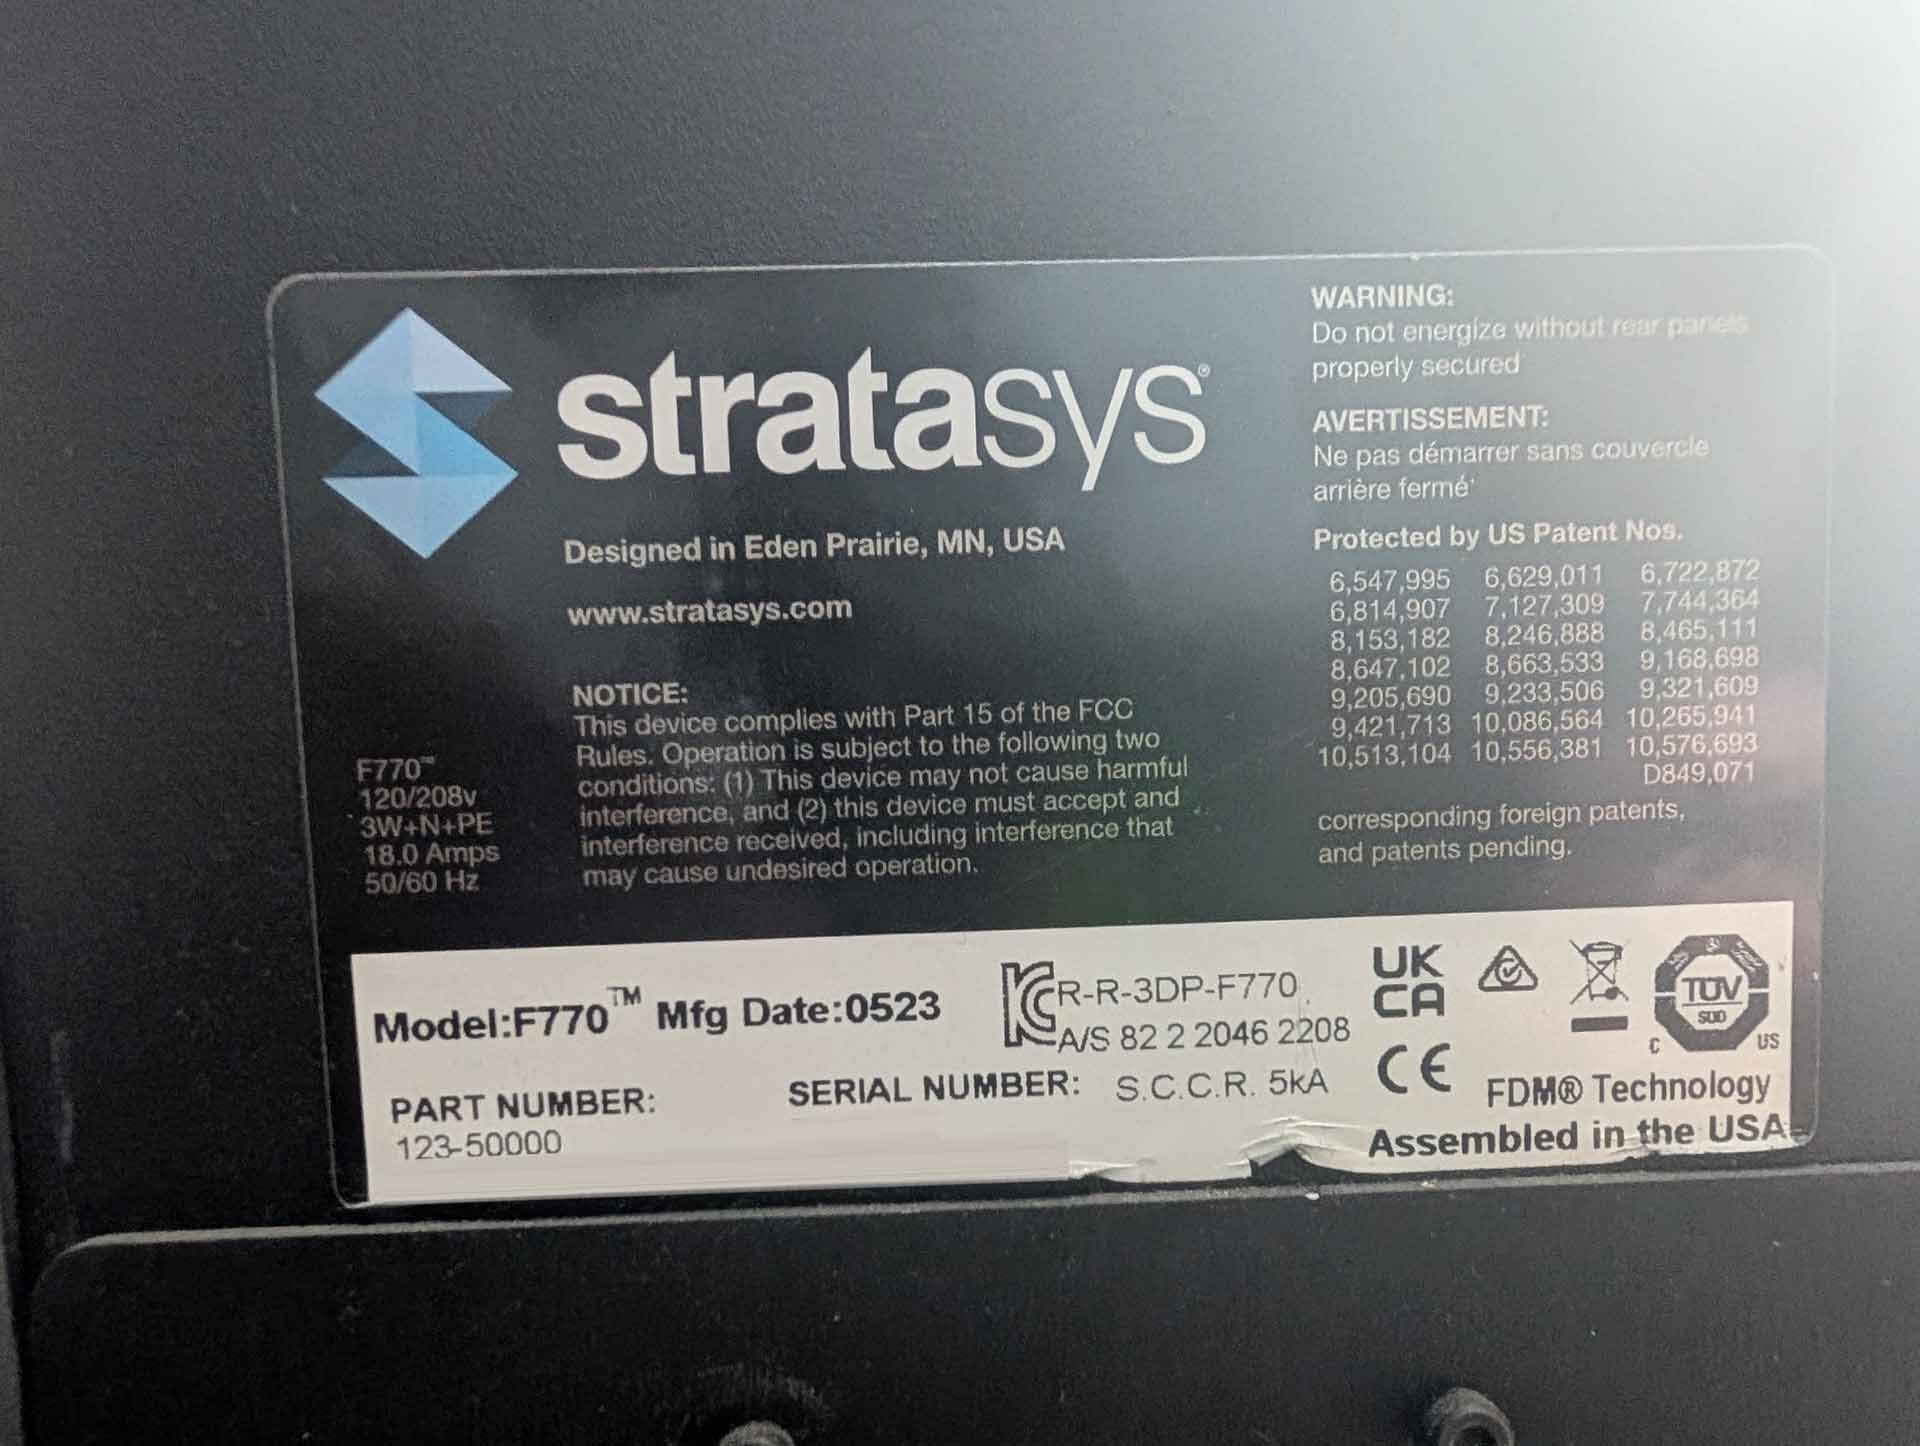 stratasys®
Designed in Eden Prairie, MN, USA
www.stratasys.com
NOTICE:
This device complies with Part 15 of the FCC
Rules. Operation is subject to the following two
conditions: (1) This device may not cause harmful
interference, and (2) this device must accept and
interference received, including interference that
may cause undesired operation.
F770™
120/208v
3W+N+PE
18.0 Amps
50/60 Hz
WARNING:
Do not energize without rear panels
properly secured
AVERTISSEMENT:
Ne pas démarrer sans couvercle
arrière fermé
Protected by US Patent Nos.
6,547,995 6,629,011 6,722,872
6,814,907 7,127,309 7,744,364
8,153,182 8,246,888 8,465,111
8,647,102 8,663,533 9,168,698
9,205,690 9,233,506 9,321,609
9,421,713 10,086,564 10,265,941
10,513,104 10,556,381 10,576,693
D849,071
corresponding foreign patents,
and patents pending.
Model:F770™ Mfg Date:0523
R-R-3DP-F770
A/S 82 2 2046 2208
UK
CA
CE
TÜV
SÜD
C US
PART NUMBER:
123-50000
SERIAL NUMBER: S.C.C.R. 5kA
FDM® Technology
Assembled in the USA